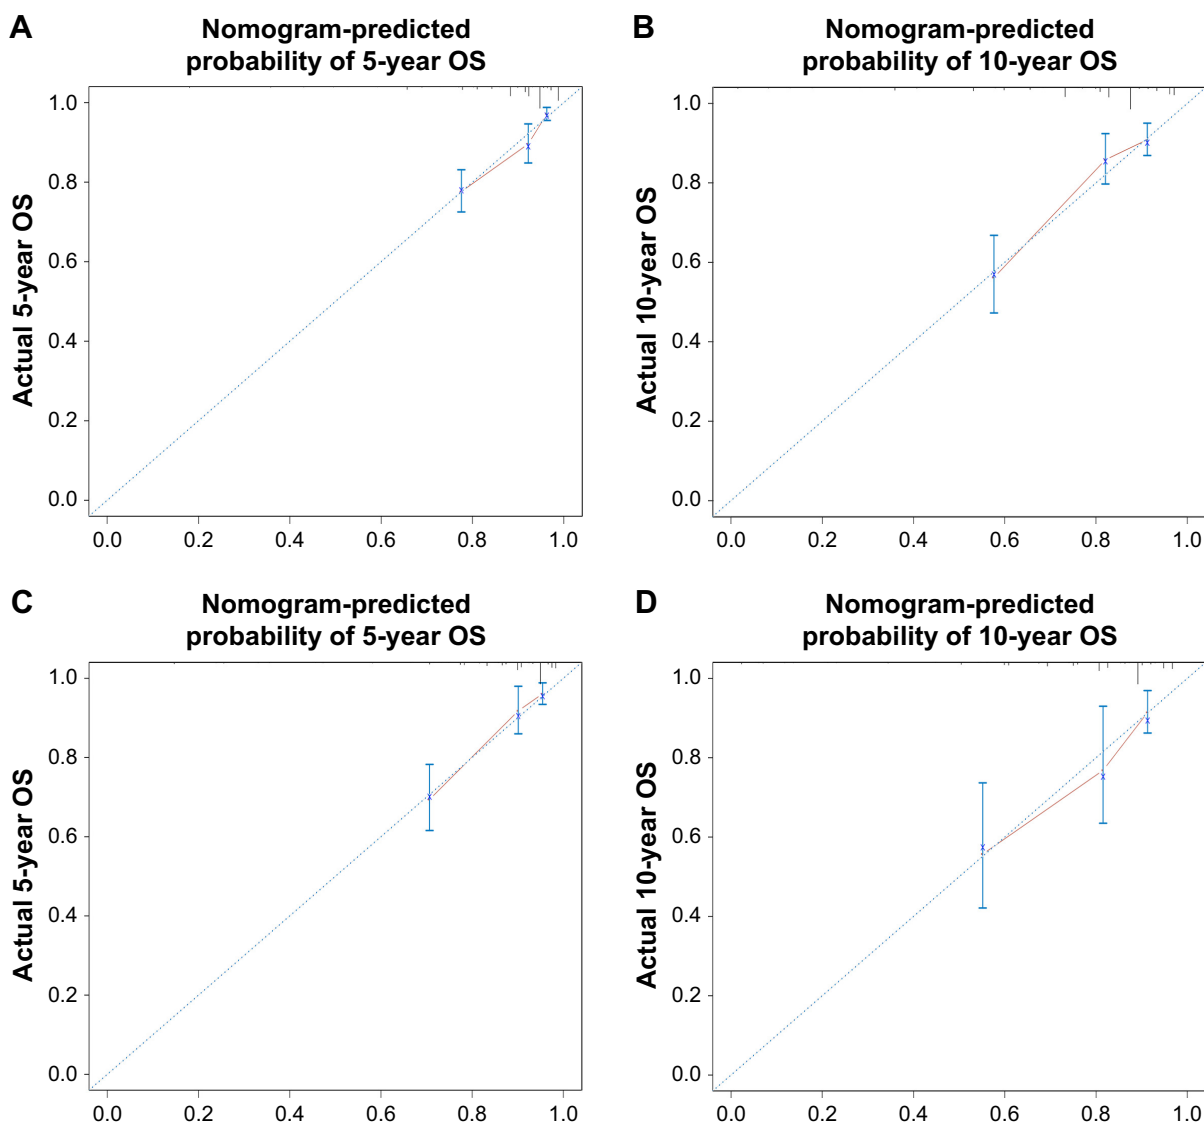 A
Nomogram-predicted
probability of 5-year OS
Actual 5-year OS
1.0
0.8
0.6
0.4
0.2
0.0
0.0 0.2 0.4 0.6 0.8 1.0
B
Nomogram-predicted
probability of 10-year OS
Actual 10-year OS
1.0
0.8
0.6
0.4
0.2
0.0
0.0 0.2 0.4 0.6 0.8 1.0
C
Nomogram-predicted
probability of 5-year OS
Actual 5-year OS
1.0
0.8
0.6
0.4
0.2
0.0
0.0 0.2 0.4 0.6 0.8 1.0
D
Nomogram-predicted
probability of 10-year OS
Actual 10-year OS
1.0
0.8
0.6
0.4
0.2
0.0
0.0 0.2 0.4 0.6 0.8 1.0